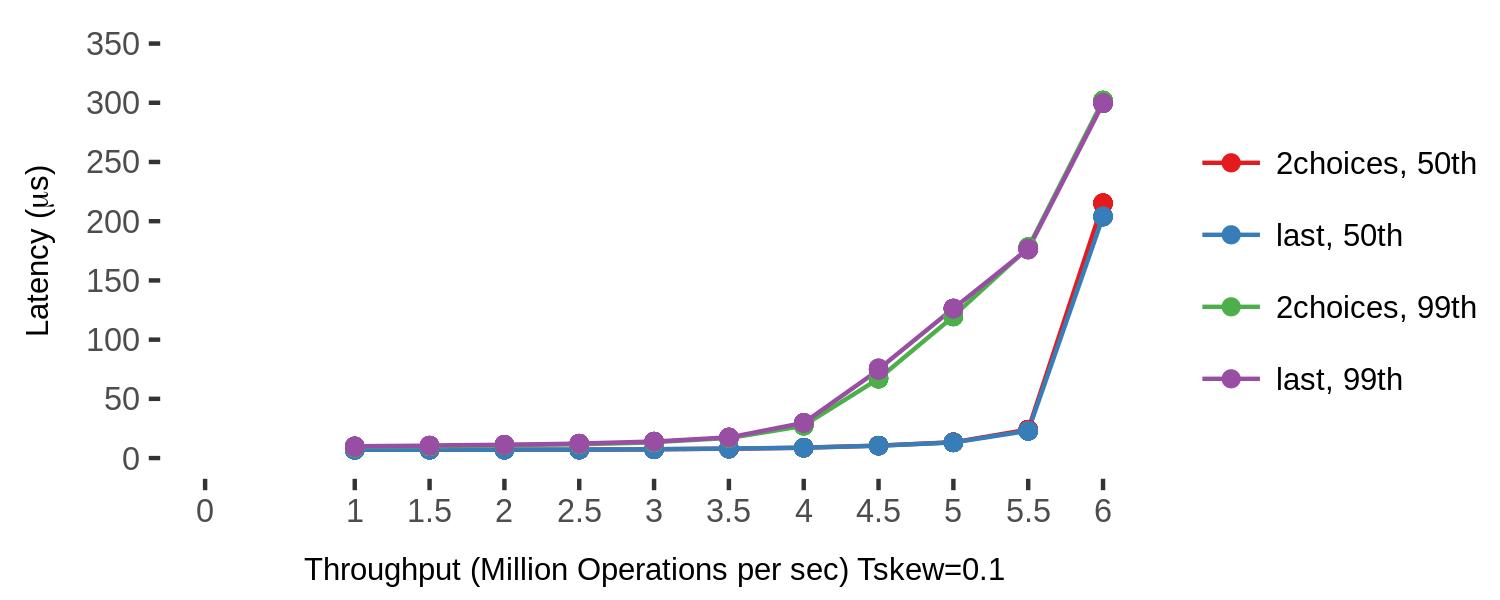 Latency (μs)
350
300
250
200
150
100
50
0
0 1 1.5 2 2.5 3 3.5 4 4.5 5 5.5 6
Throughput (Million Operations per sec) Tskew=0.1
2choices, 50th
last, 50th
2choices, 99th
last, 99th